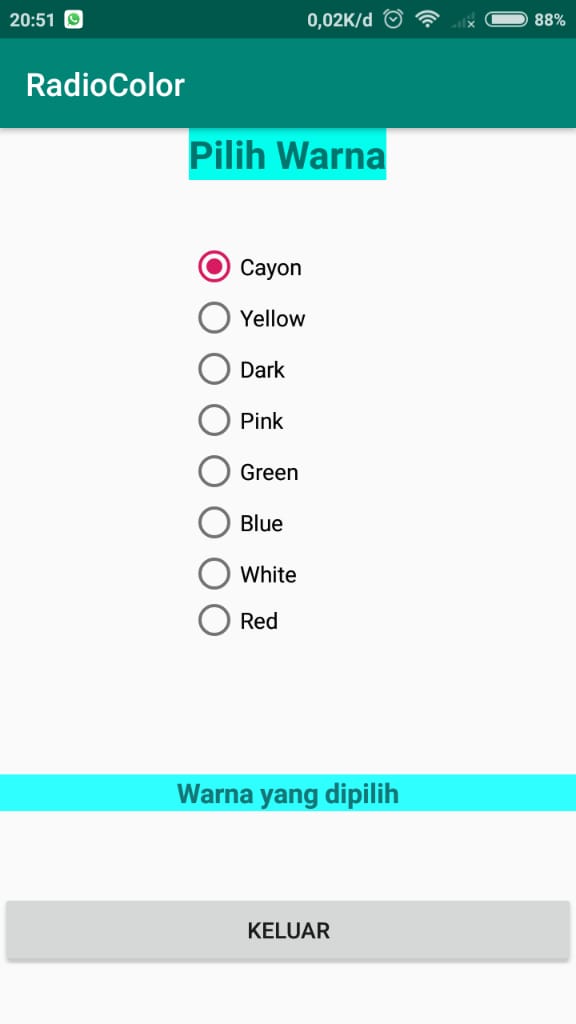 20:51 0,02K/d 88%
RadioColor
Pilih Warna
Cayon
Yellow
Dark
Pink
Green
Blue
White
Red
Warna yang dipilih
KELUAR